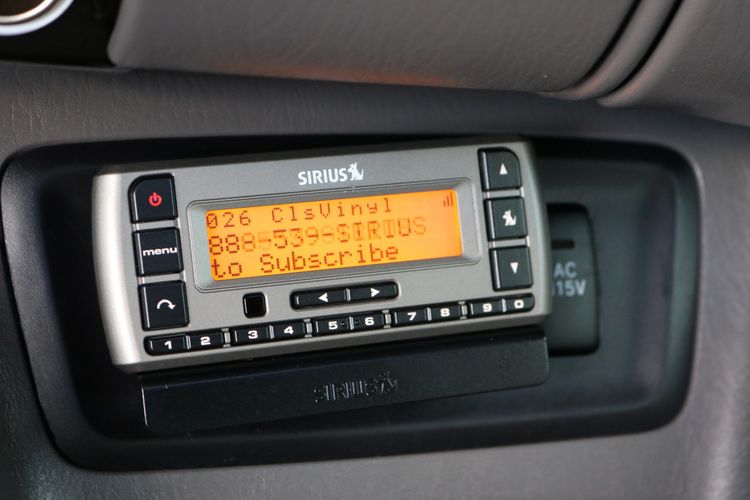 SIRIUS
026 ClsVinyl
888-539-SIRIUS
to Subscribe
menu
1 2 3 4 5 6 7 8 9 0
SIRIUS
AC
115V